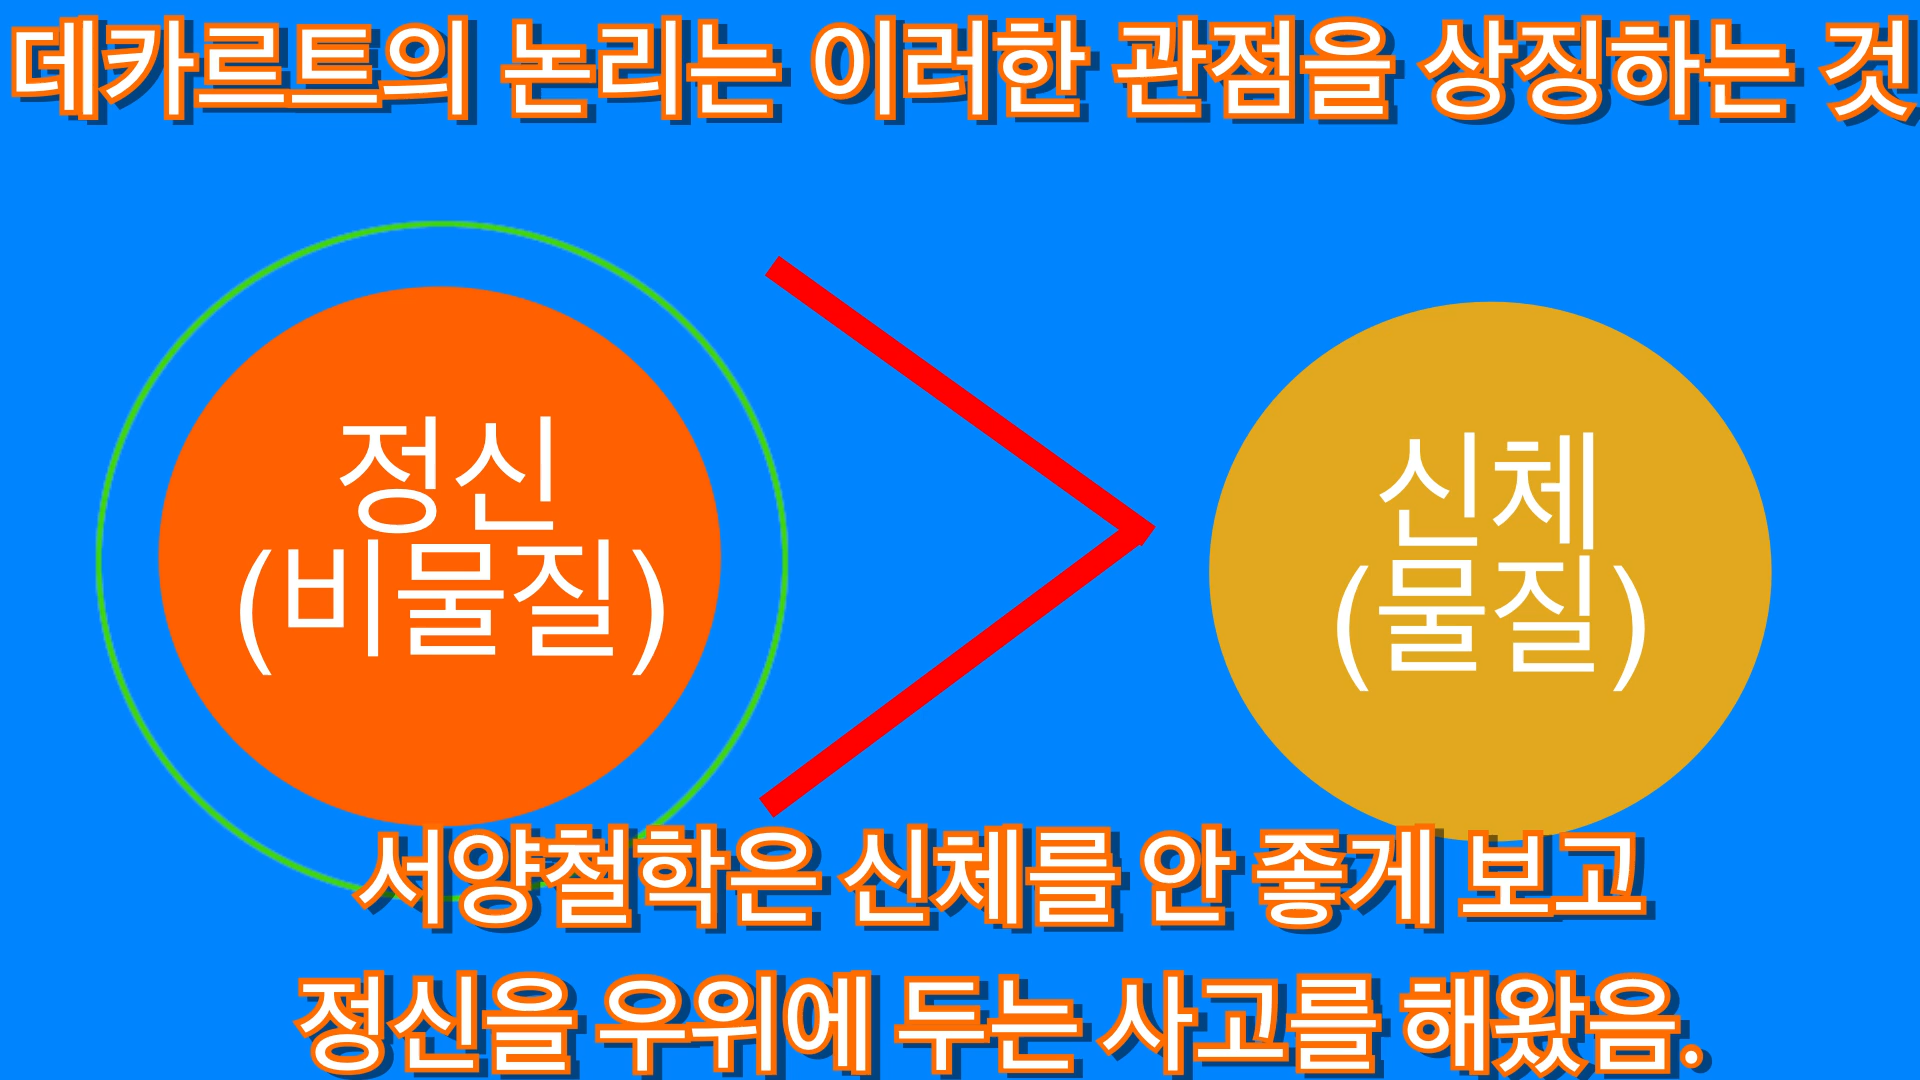 데카르트의 논리는 이러한 관점을 상징하는 것
정신
(비물질)
신체
(물질)
서양철학은 신체를 안 좋게 보고
정신을 우위에 두는 사고를 해왔음.